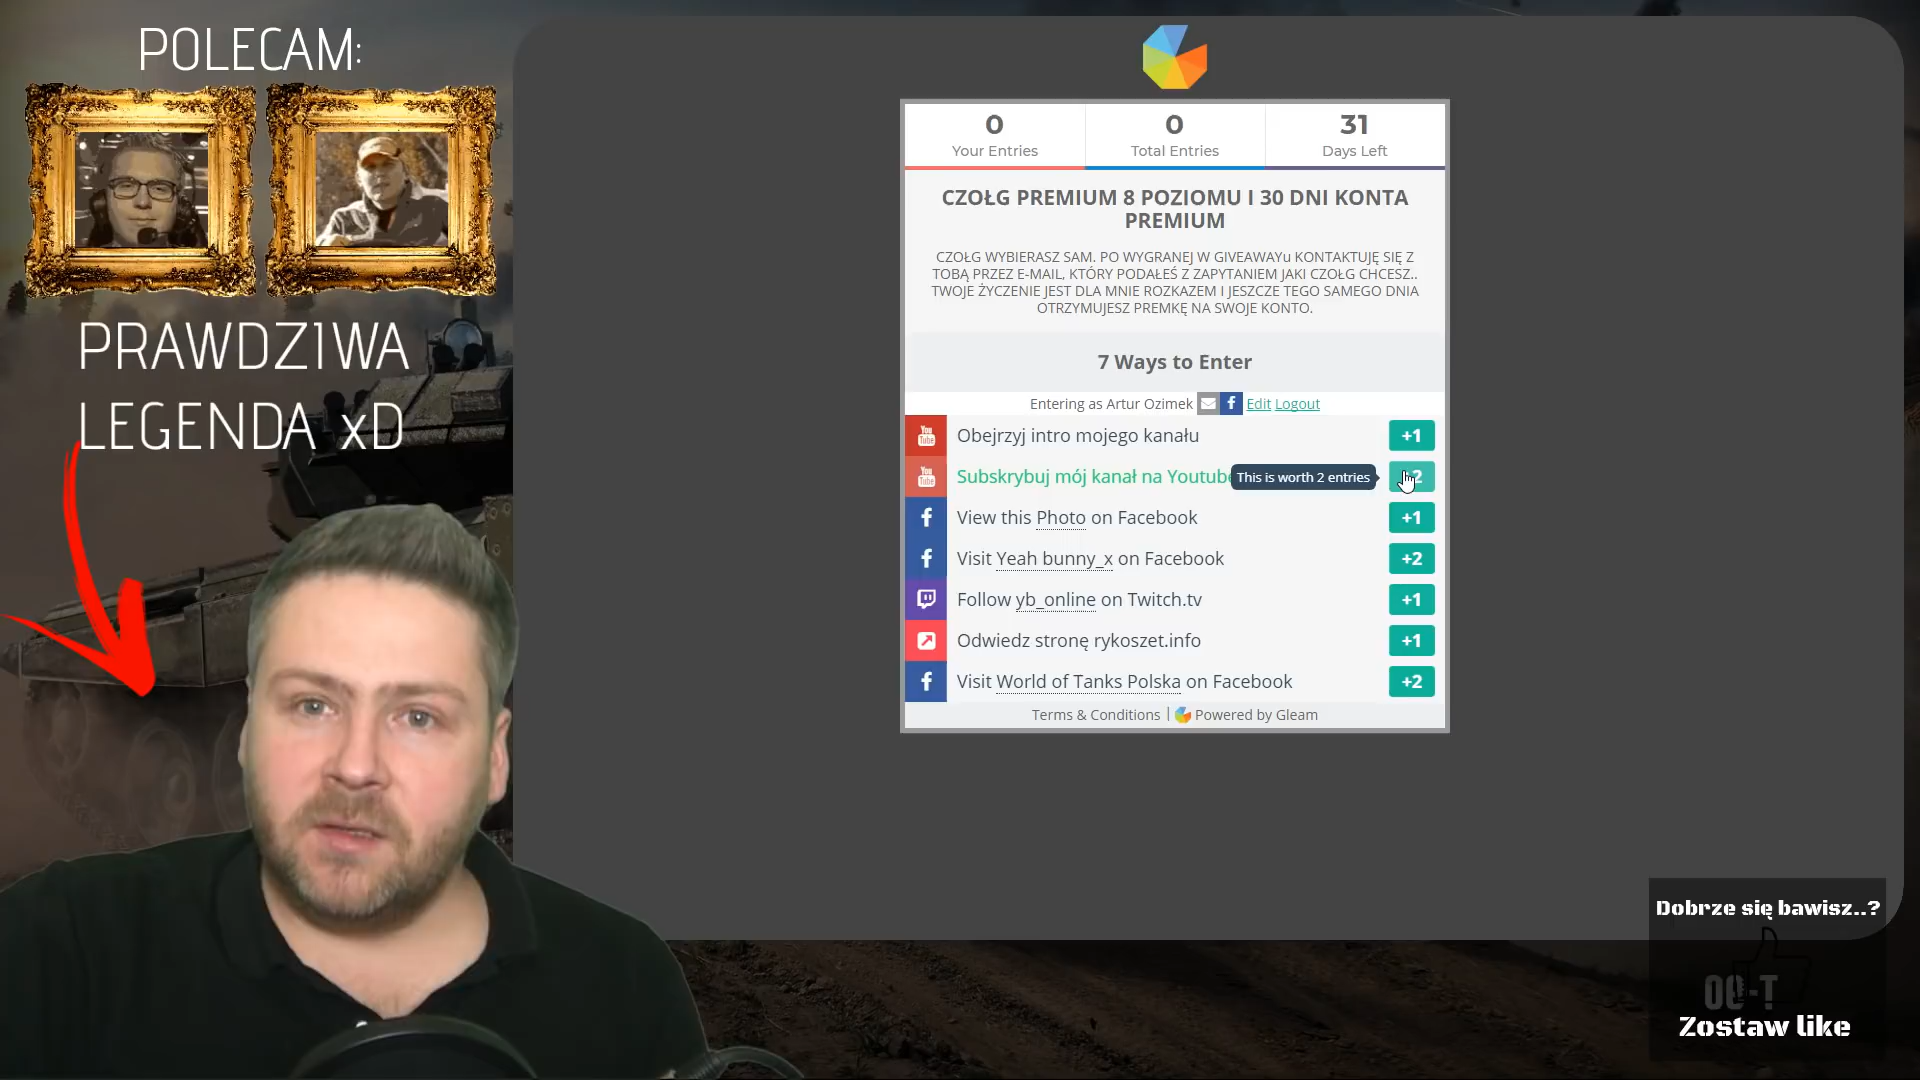 POLECAM:
PRAWDZIWA
LEGENDA xD
0
Your Entries
0
Total Entries
31
Days Left
CZOŁG PREMIUM 8 POZIOMU I 30 DNI KONTA
PREMIUM
CZOŁG WYBIERASZ SAM. PO WYGRANEJ W GIVEAWAYu KONTAKTUJĘ SIĘ Z
TOBĄ PRZEZ E-MAIL, KTÓRY PODAŁEŚ Z ZAPYTANIEM JAKI CZOŁG CHCESZ..
TWOJE ŻYCZENIE JEST DLA MNIE ROZKAZEM I JESZCZE TEGO SAMEGO DNIA
OTRZYMUJESZ PREMKĘ NA SWOJE KONTO.
7 Ways to Enter
Entering as Artur Ozimek Edit Logout
You Tube Obejrzyj intro mojego kanału +1
You Tube Subskrybuj mój kanał na Youtube This is worth 2 entries +2
View this Photo on Facebook +1
Visit Yeah bunny_x on Facebook +2
Follow yb_online on Twitch.tv +1
Odwiedz stronę rykoszet.info +1
Visit World of Tanks Polska on Facebook +2
Terms & Conditions | Powered by Gleam
Dobrze się bawisz..?
Zostaw like